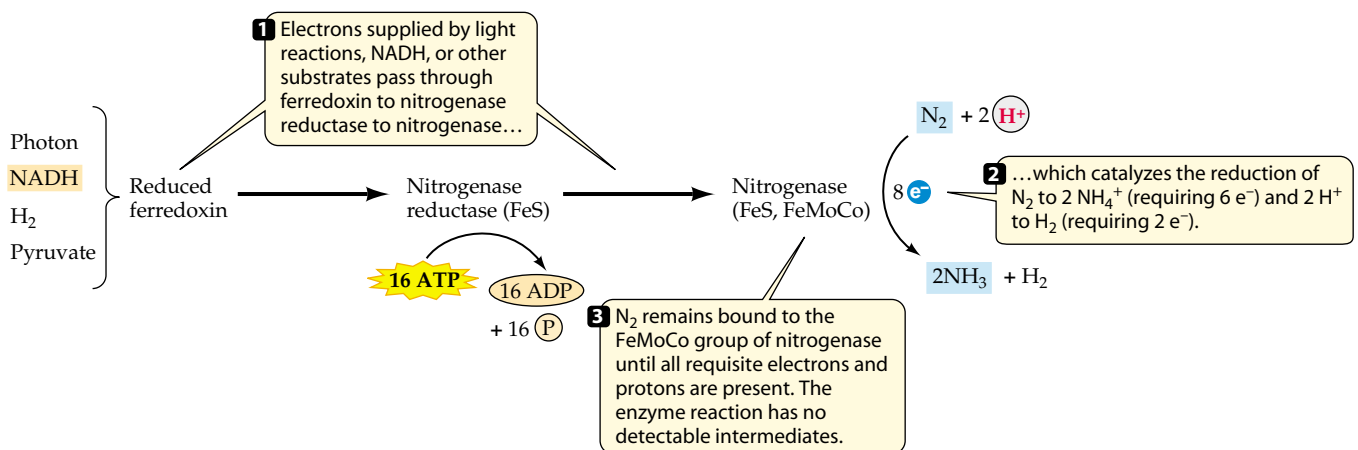 1 Electrons supplied by light
reactions, NADH, or other
substrates pass through
ferredoxin to nitrogenase
reductase to nitrogenase…
Photon
NADH
H₂
Pyruvate
Reduced
ferredoxin
Nitrogenase
reductase (FeS)
16 ATP
16 ADP
+ 16 P
Nitrogenase
(FeS, FeMoCo)
N₂ + 2 H⁺
8 e⁻
2NH₃ + H₂
2 …which catalyzes the reduction of
N₂ to 2 NH₄⁺ (requiring 6 e⁻) and 2 H⁺
to H₂ (requiring 2 e⁻).
3 N₂ remains bound to the
FeMoCo group of nitrogenase
until all requisite electrons and
protons are present. The
enzyme reaction has no
detectable intermediates.